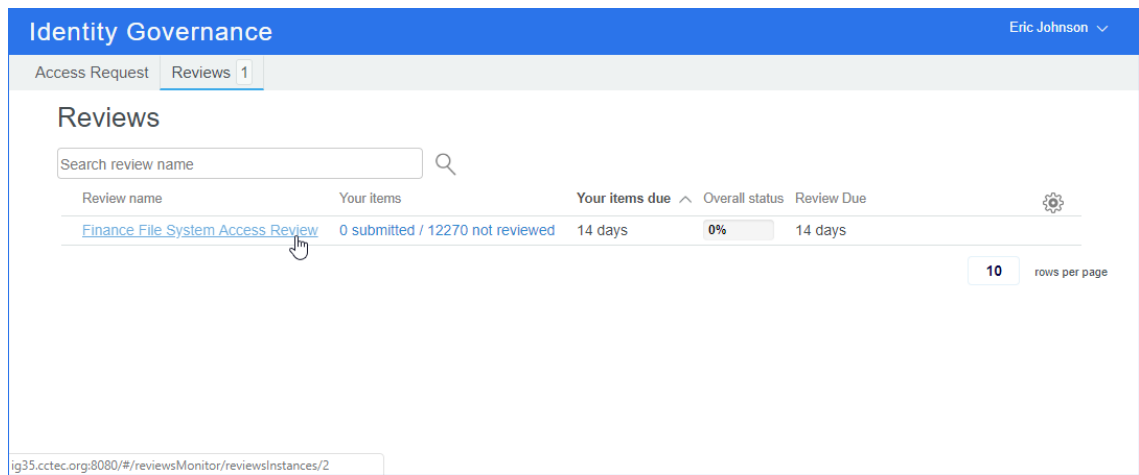 Identity Governance
Eric Johnson
Access Request Reviews 1
Reviews
Search review name
Review name Your items Your items due Overall status Review Due
Finance File System Access Review 0 submitted / 12270 not reviewed 14 days 0% 14 days
10 rows per page
ig35.cctec.org:8080/#/reviewsMonitor/reviewsInstances/2